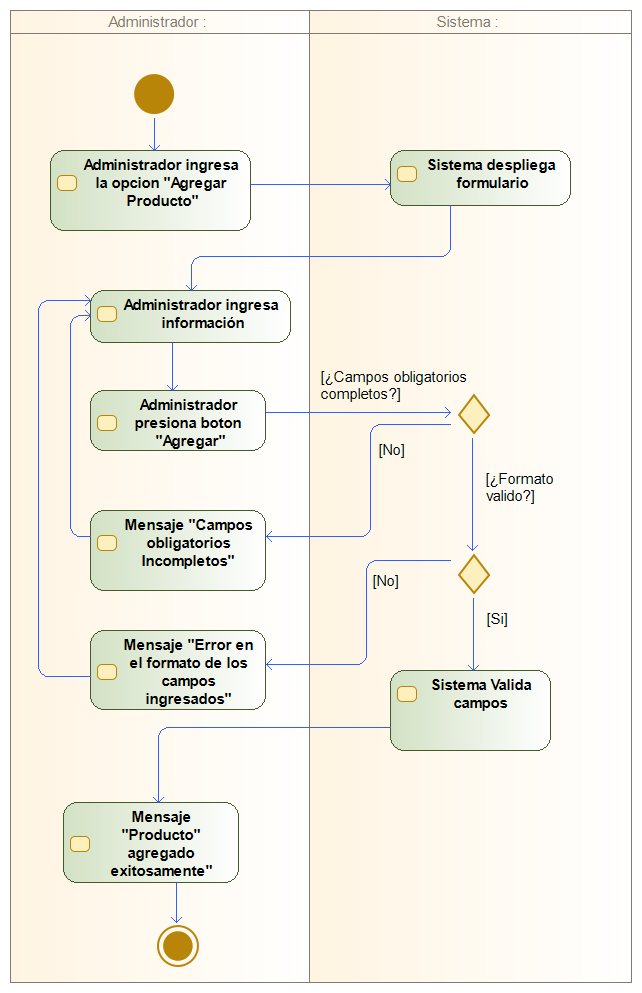 Administrador :
Sistema :
Administrador ingresa
la opcion "Agregar
Producto"
Sistema despliega
formulario
Administrador ingresa
información
[¿Campos obligatorios
completos?]
Administrador
presiona boton
"Agregar"
[No]
[¿Formato
valido?]
Mensaje "Campos
obligatorios
Incompletos"
[No]
[Si]
Mensaje "Error en
el formato de los
campos
ingresados"
Sistema Valida
campos
Mensaje
"Producto"
agregado
exitosamente"